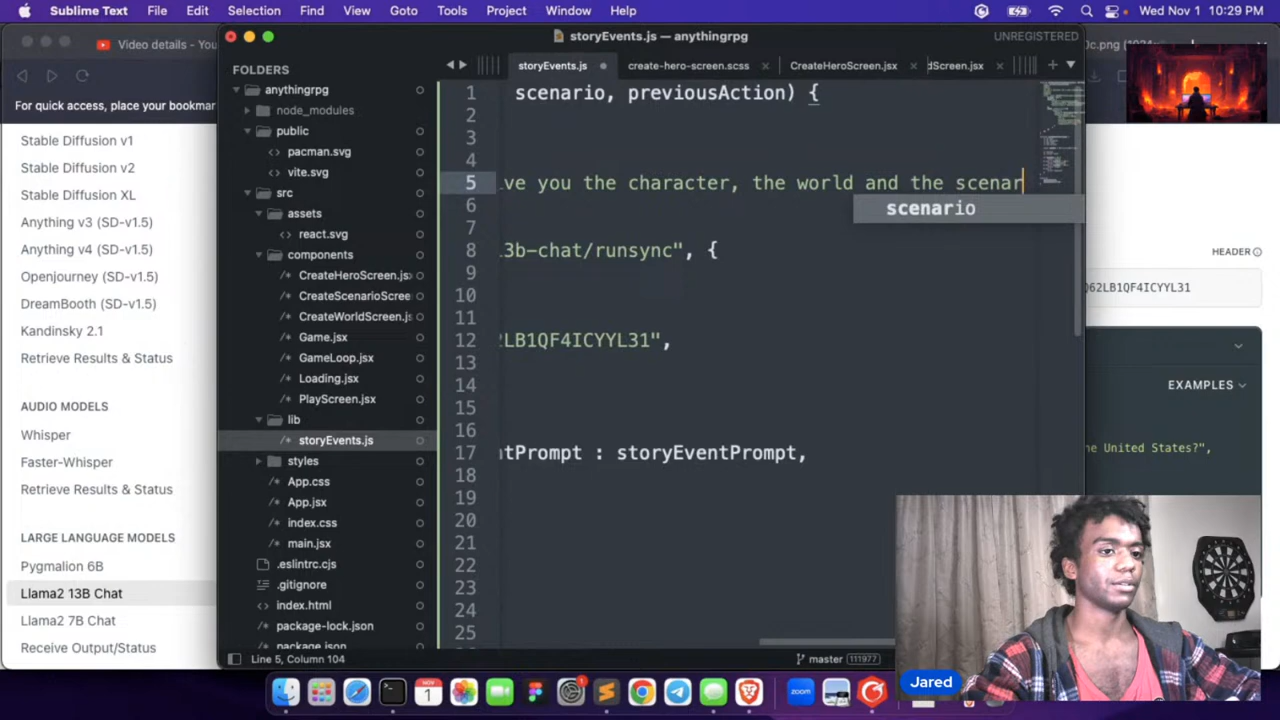 Sublime Text File Edit Selection Find View Goto Tools Project Window Help Wed Nov 1 10:29 PM
Video details - You
storyEvents.js — anythingrpg
UNREGISTERED
For quick access, place your bookmar
Stable Diffusion v1
Stable Diffusion v2
Stable Diffusion XL
Anything v3 (SD-v1.5)
Anything v4 (SD-v1.5)
Openjourney (SD-v1.5)
DreamBooth (SD-v1.5)
Kandinsky 2.1
Retrieve Results & Status
AUDIO MODELS
Whisper
Faster-Whisper
Retrieve Results & Status
LARGE LANGUAGE MODELS
Pygmalion 6B
Llama2 13B Chat
Llama2 7B Chat
Receive Output/Status
FOLDERS
anythingrpg
node_modules
public
pacman.svg
vite.svg
src
assets
react.svg
components
CreateHeroScreen.js
CreateScenarioScree
CreateWorldScreen.j
Game.jsx
GameLoop.jsx
Loading.jsx
PlayScreen.jsx
lib
storyEvents.js
styles
App.css
App.jsx
index.css
main.jsx
.eslintrc.cjs
.gitignore
index.html
package-lock.json
package.json
storyEvents.js create-hero-screen.scss CreateHeroScreen.jsx dScreen.jsx
1 scenario, previousAction) {
2
3
4
5 ve you the character, the world and the scenar
scenario
6
7
8 3b-chat/runsync", {
9
10
11
12 LB1QF4ICYYL31",
13
14
15
16
17 tPrompt : storyEventPrompt,
18
19
20
21
22
23
24
25
Line 5, Column 104
master 111977
HEADER
62LB1QF4ICYYL31
EXAMPLES
e United States?",
Jared
zoom